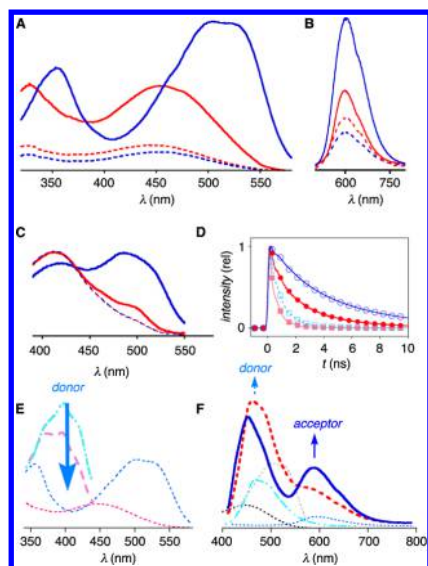 A
B
350 400 450 500 550
λ (nm)
600 750
λ (nm)
C
D
intensity (rel)
1
0
400 450 500 550
λ (nm)
0 2 4 6 8 10
t (ns)
E
donor
F
donor
acceptor
350 400 450 500 550
λ (nm)
400 500 600 700 800
λ (nm)